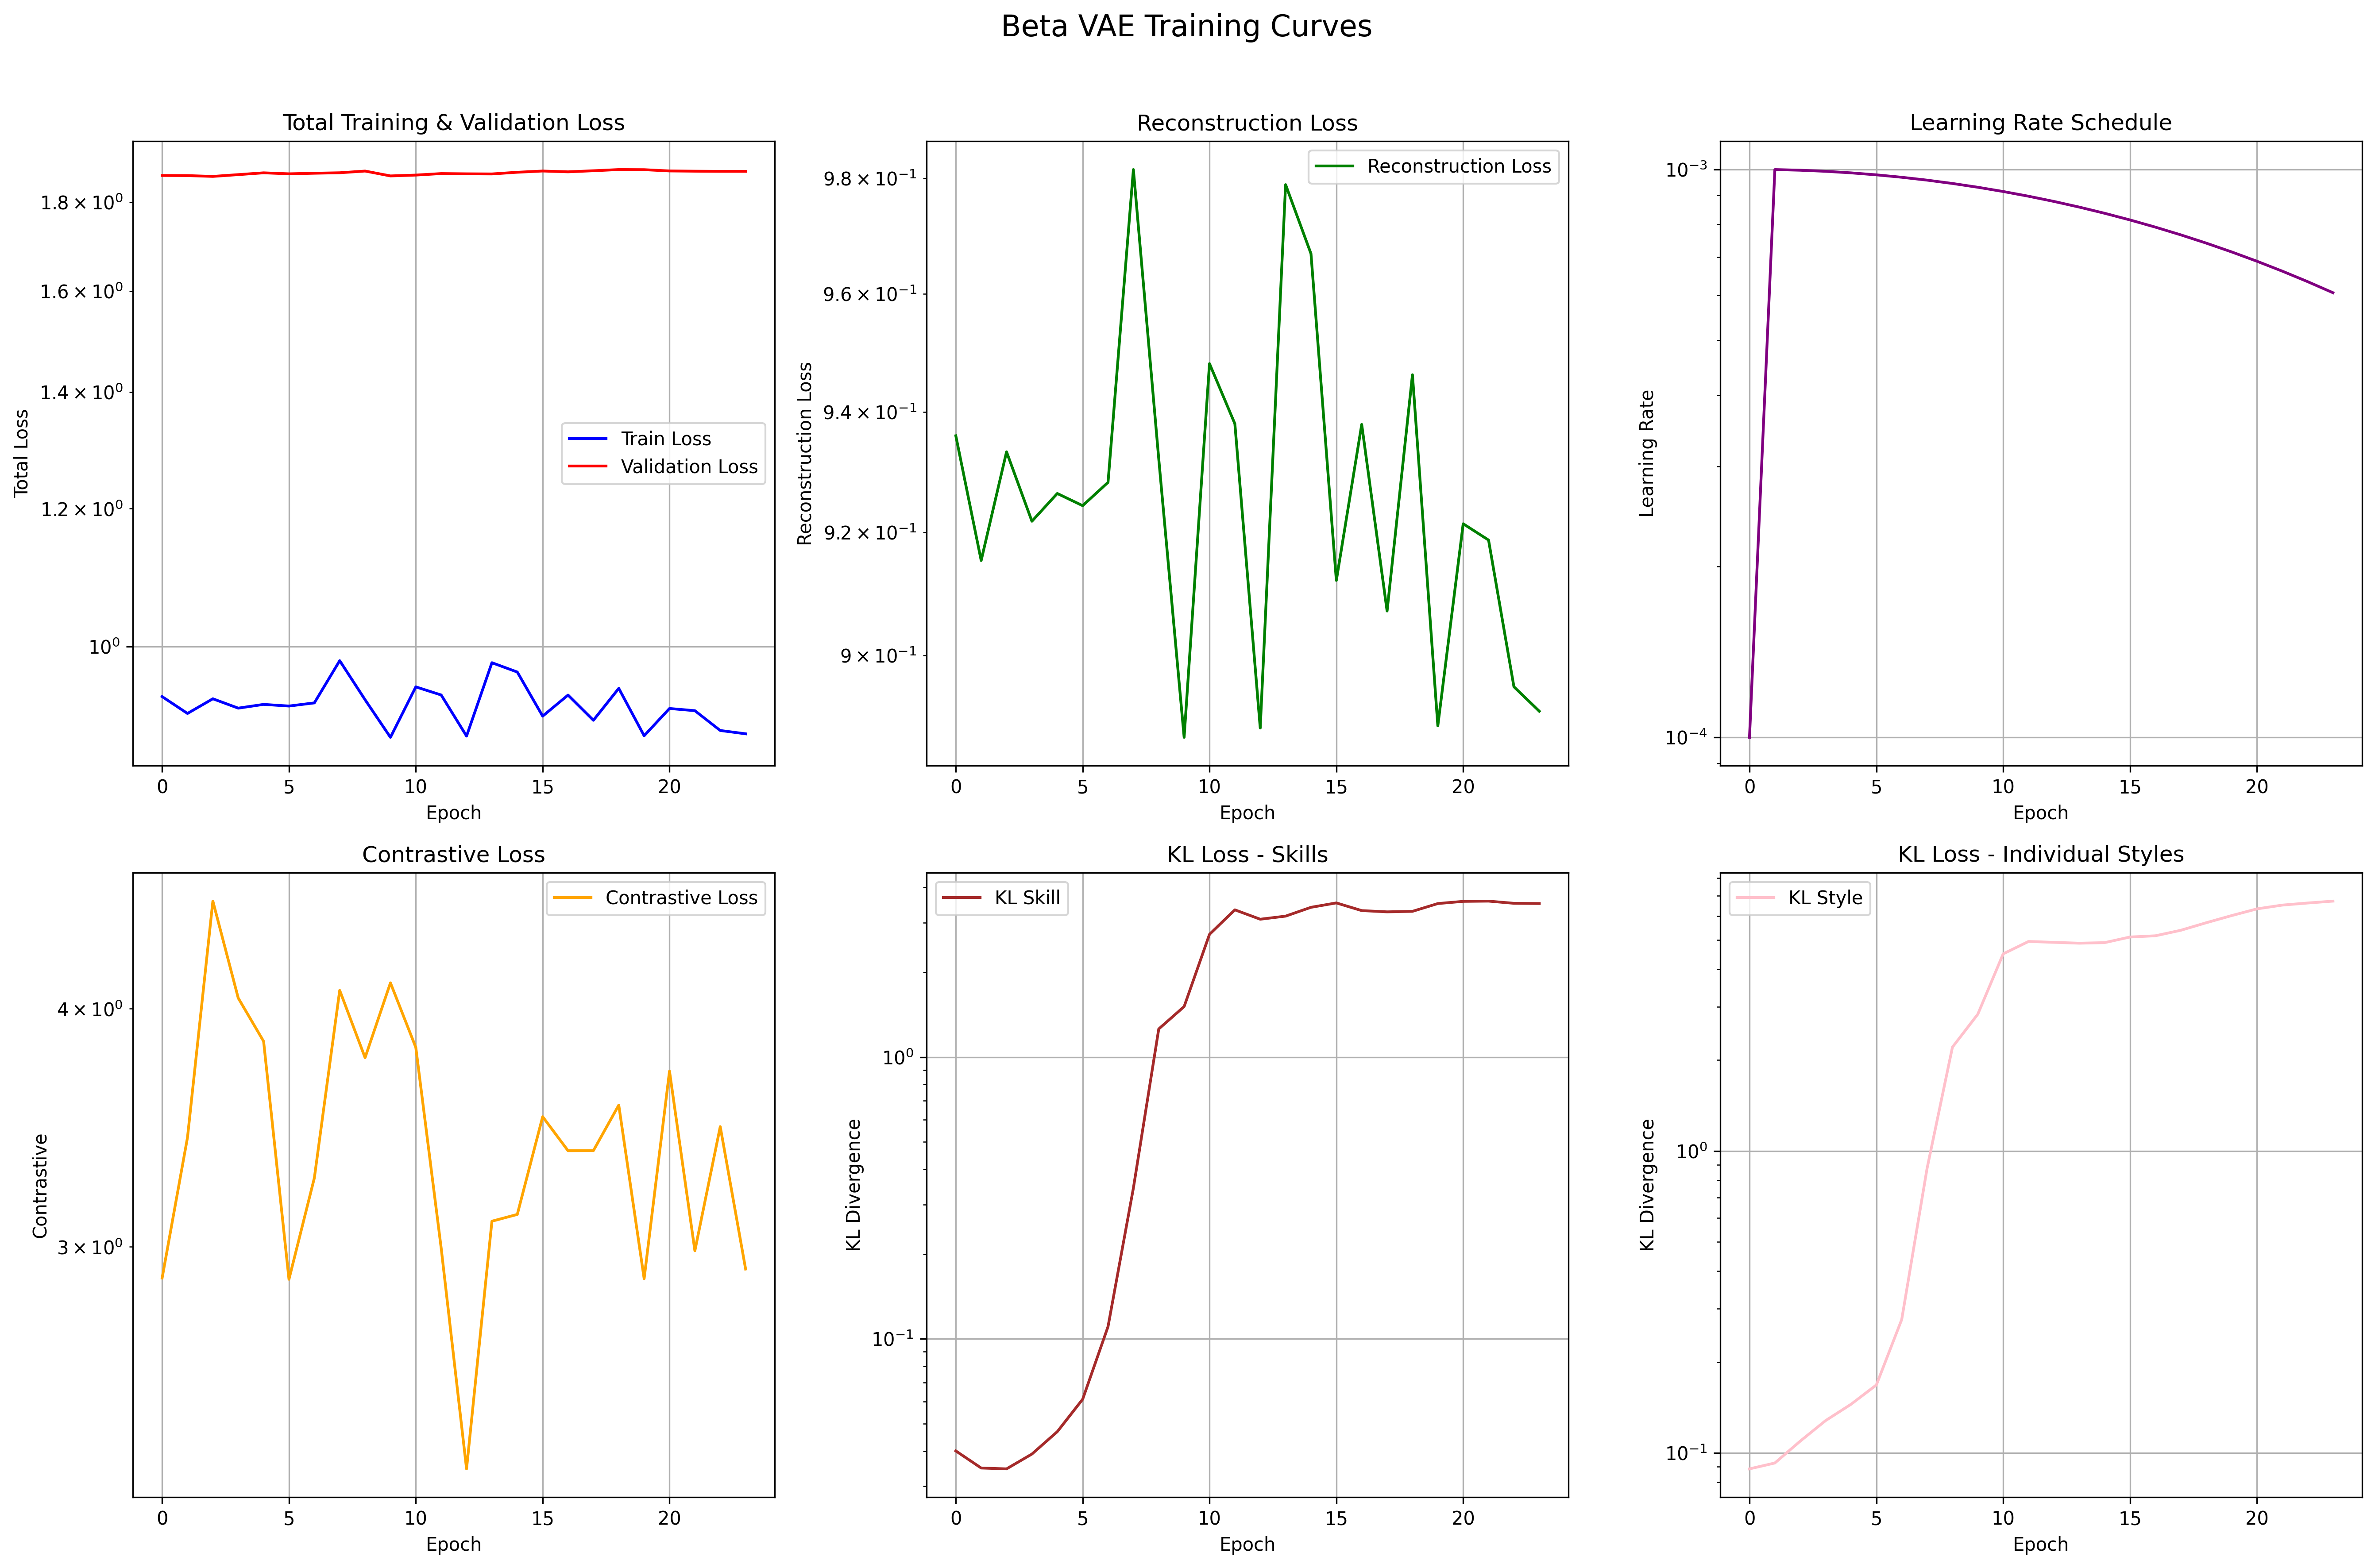 Beta VAE Training Curves
Total Training & Validation Loss
Total Loss
1.8 × 10⁰
1.6 × 10⁰
1.4 × 10⁰
1.2 × 10⁰
10⁰
Train Loss
Validation Loss
0 5 10 15 20
Epoch
Reconstruction Loss
Reconstruction Loss
9.8 × 10⁻¹
9.6 × 10⁻¹
9.4 × 10⁻¹
9.2 × 10⁻¹
9 × 10⁻¹
Reconstruction Loss
0 5 10 15 20
Epoch
Learning Rate Schedule
Learning Rate
10⁻³
10⁻⁴
0 5 10 15 20
Epoch
Contrastive Loss
Contrastive
4 × 10⁰
3 × 10⁰
Contrastive Loss
0 5 10 15 20
Epoch
KL Loss - Skills
KL Divergence
10⁰
10⁻¹
KL Skill
0 5 10 15 20
Epoch
KL Loss - Individual Styles
KL Divergence
10⁰
10⁻¹
KL Style
0 5 10 15 20
Epoch